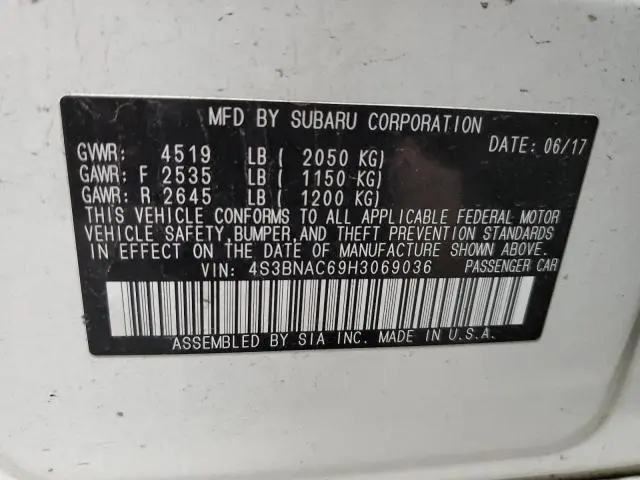 MFD BY SUBARU CORPORATION
DATE: 06/17
GVWR: 4519 LB ( 2050 KG)
GAWR: F 2535 LB ( 1150 KG)
GAWR: R 2645 LB ( 1200 KG)
THIS VEHICLE CONFORMS TO ALL APPLICABLE FEDERAL MOTOR
VEHICLE SAFETY, BUMPER, AND THEFT PREVENTION STANDARDS
IN EFFECT ON THE DATE OF MANUFACTURE SHOWN ABOVE.
VIN: 4S3BNAC69H3069036 PASSENGER CAR
ASSEMBLED BY SIA INC. MADE IN U.S.A.